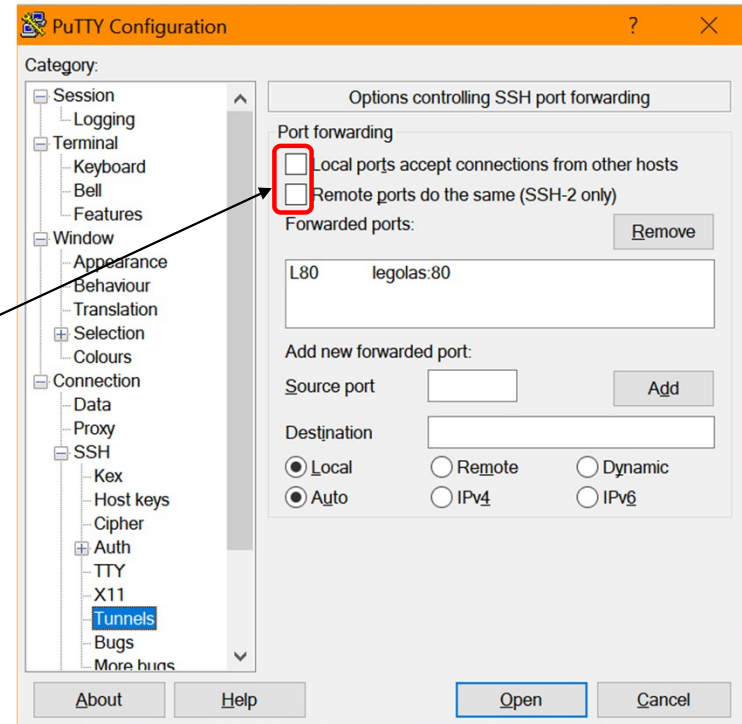 PuTTY Configuration ? ×
Category:
Session
Logging
Terminal
Keyboard
Bell
Features
Window
Appearance
Behaviour
Translation
Selection
Colours
Connection
Data
Proxy
SSH
Kex
Host keys
Cipher
Auth
TTY
X11
Tunnels
Bugs
More bugs
Options controlling SSH port forwarding
Port forwarding
Local ports accept connections from other hosts
Remote ports do the same (SSH-2 only)
Forwarded ports:
Remove
L80 legolas:80
Add new forwarded port:
Source port
Add
Destination
Local Remote Dynamic
Auto IPv4 IPv6
About Help Open Cancel